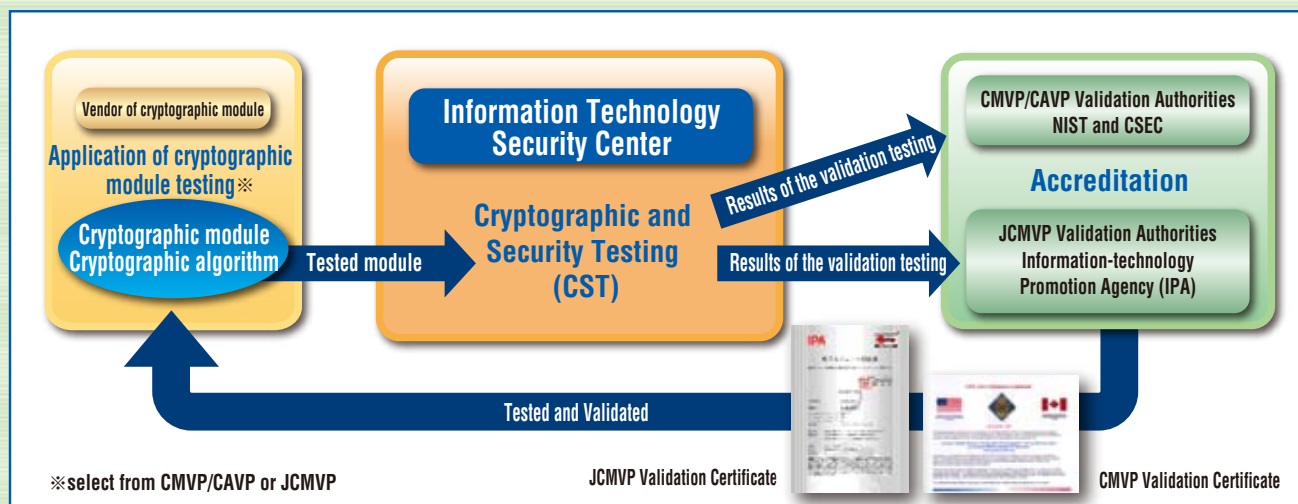 Vendor of cryptographic module
Application of cryptographic
module testing※
Cryptographic module
Cryptographic algorithm
Tested module
Information Technology
Security Center
Cryptographic and
Security Testing
(CST)
Results of the validation testing
Results of the validation testing
CMVP/CAVP Validation Authorities
NIST and CSEC
Accreditation
JCMVP Validation Authorities
Information-technology
Promotion Agency (IPA)
Tested and Validated
IPA
※select from CMVP/CAVP or JCMVP
JCMVP Validation Certificate
CMVP Validation Certificate